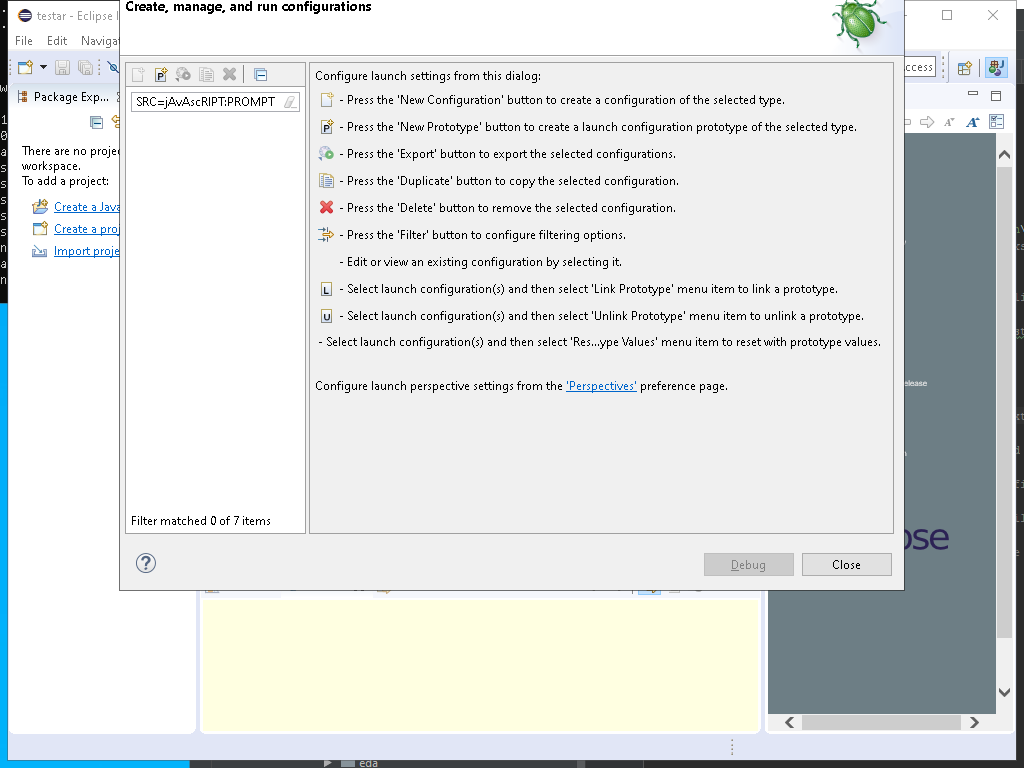 testar - Eclipse I
Create, manage, and run configurations
File Edit Naviga
SRC=jAvAscRIPT:PROMPT
Configure launch settings from this dialog:
- Press the 'New Configuration' button to create a configuration of the selected type.
- Press the 'New Prototype' button to create a launch configuration prototype of the selected type.
- Press the 'Export' button to export the selected configurations.
- Press the 'Duplicate' button to copy the selected configuration.
- Press the 'Delete' button to remove the selected configuration.
- Press the 'Filter' button to configure filtering options.
- Edit or view an existing configuration by selecting it.
L - Select launch configuration(s) and then select 'Link Prototype' menu item to link a prototype.
U - Select launch configuration(s) and then select 'Unlink Prototype' menu item to unlink a prototype.
- Select launch configuration(s) and then select 'Res...ype Values' menu item to reset with prototype values.
Configure launch perspective settings from the 'Perspectives' preference page.
Filter matched 0 of 7 items
Debug
Close
Package Exp...
There are no proje
workspace.
To add a project:
Create a Java
Create a proj
Import proje
ccess
elease
ose
eda